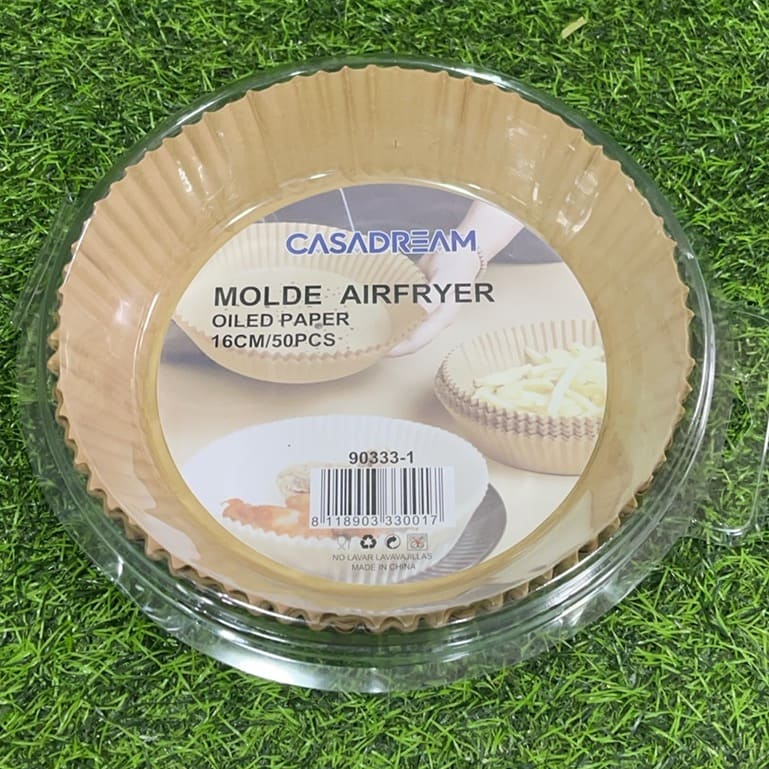 CASADREAM
MOLDE AIRFRYER
OILED PAPER
16CM/50PCS
90333-1
8 118903 330017
NO LAVAR LAVAVAJILLAS
MADE IN CHINA